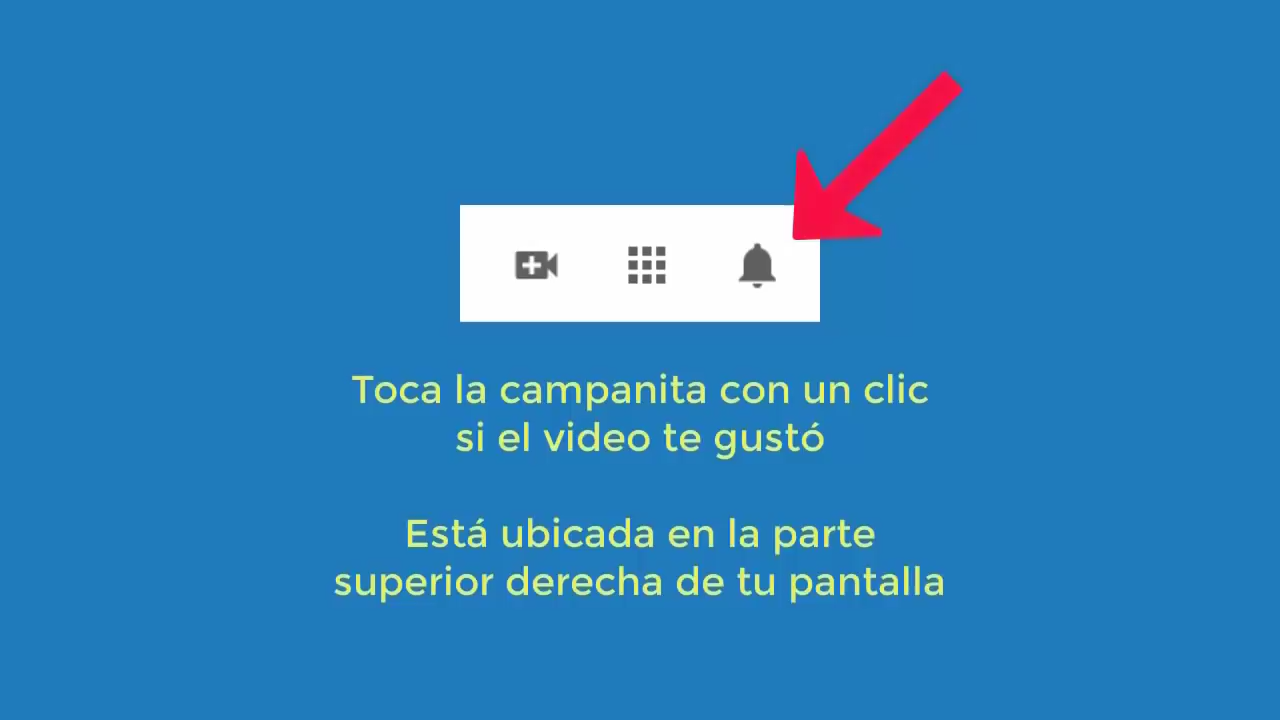 Toca la campanita con un clic
si el video te gustó
Está ubicada en la parte
superior derecha de tu pantalla